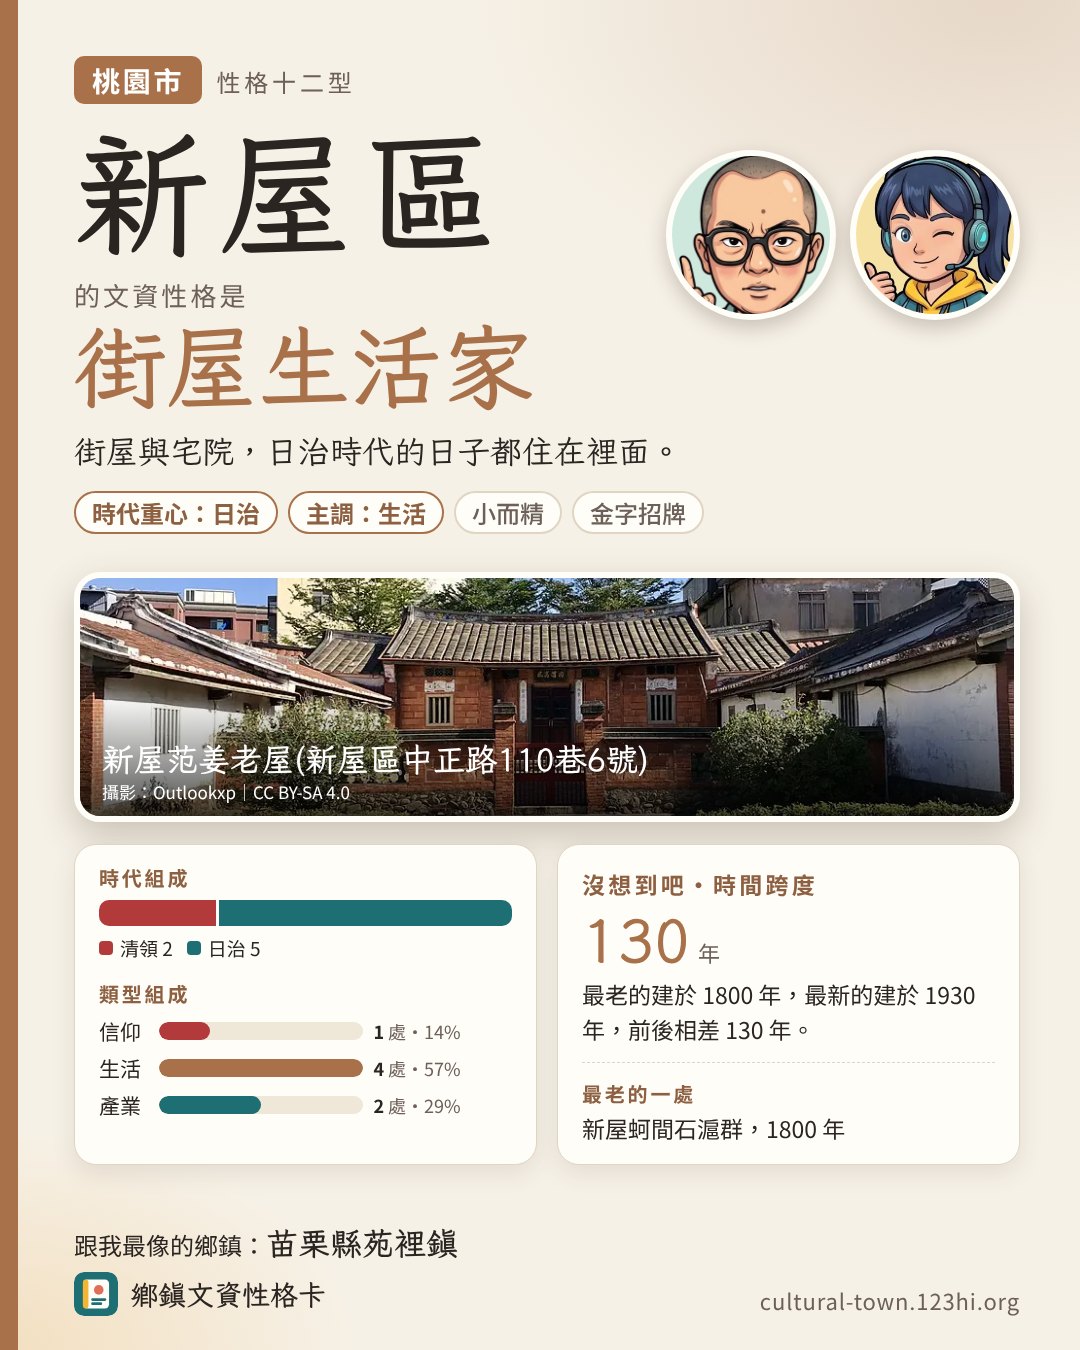 桃園市 性格十二型
新屋區
的文資性格是
街屋生活家
街屋與宅院，日治時代的日子都住在裡面。
時代重心：日治 主調：生活 小而精 金字招牌
新屋范姜老屋(新屋區中正路110巷6號)
攝影：Outlookxp｜CC BY-SA 4.0
時代組成
清領 2 日治 5
類型組成
信仰 1 處・14%
生活 4 處・57%
產業 2 處・29%
沒想到吧・時間跨度
130 年
最老的建於 1800 年，最新的建於 1930
年，前後相差 130 年。
最老的一處
新屋蚵間石滬群，1800 年
跟我最像的鄉鎮：苗栗縣苑裡鎮
鄉鎮文資性格卡
cultural-town.123hi.org